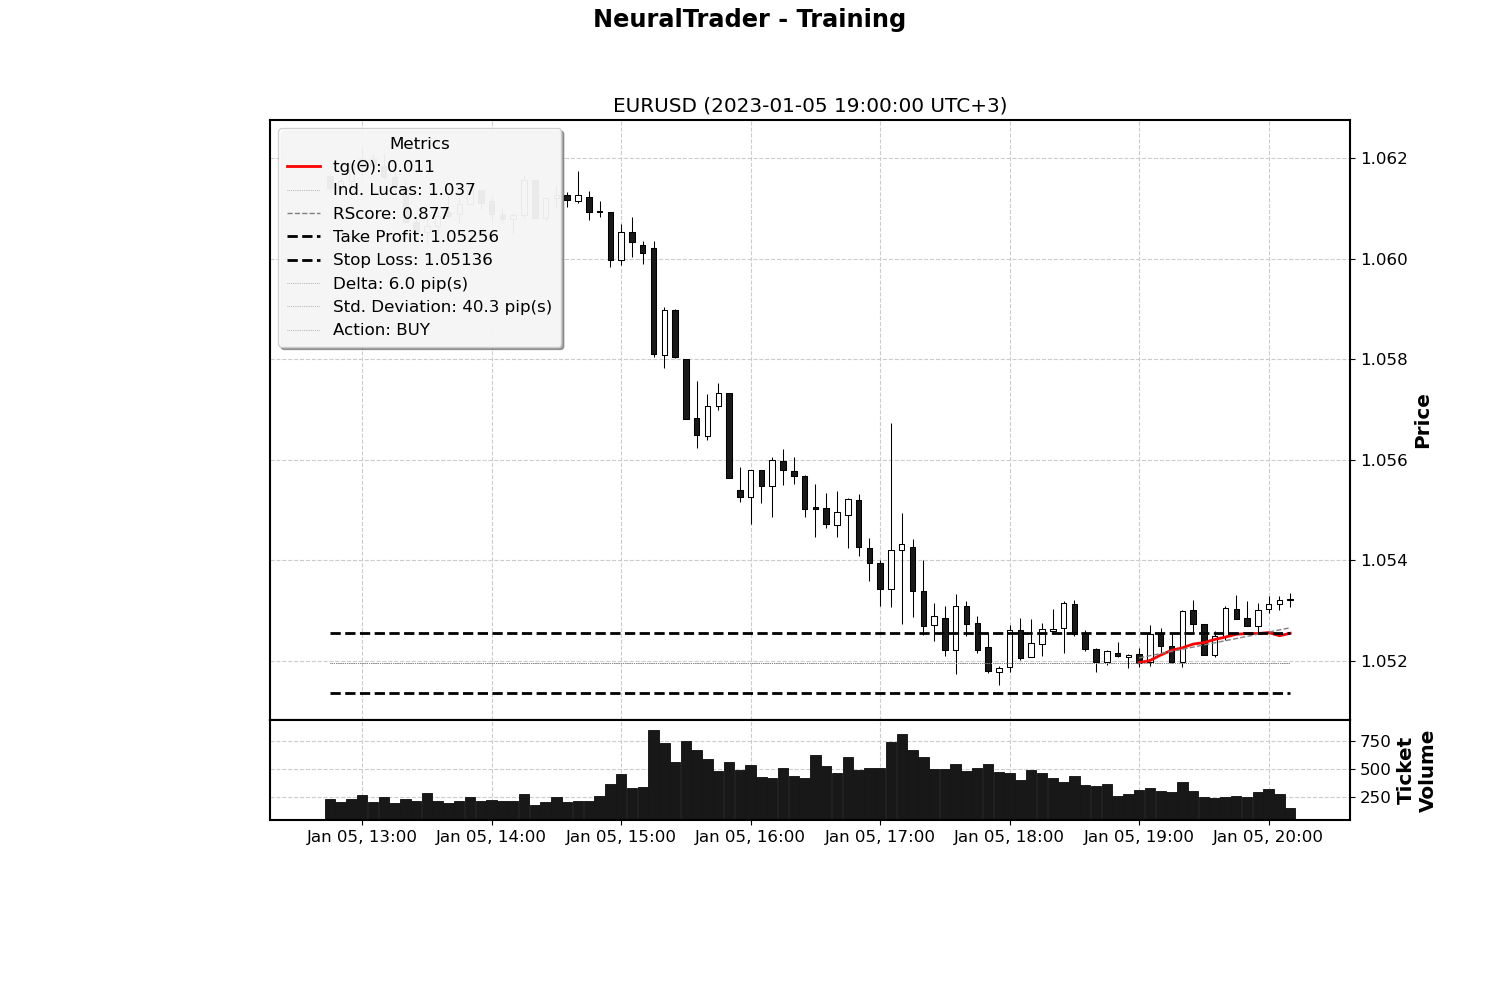 NeuralTrader - Training
EURUSD (2023-01-05 19:00:00 UTC+3)
Metrics
tg(Θ): 0.011
Ind. Lucas: 1.037
RScore: 0.877
Take Profit: 1.05256
Stop Loss: 1.05136
Delta: 6.0 pip(s)
Std. Deviation: 40.3 pip(s)
Action: BUY
1.062
1.060
1.058
1.056
1.054
1.052
Price
750
500
250
Ticket
Volume
Jan 05, 13:00
Jan 05, 14:00
Jan 05, 15:00
Jan 05, 16:00
Jan 05, 17:00
Jan 05, 18:00
Jan 05, 19:00
Jan 05, 20:00